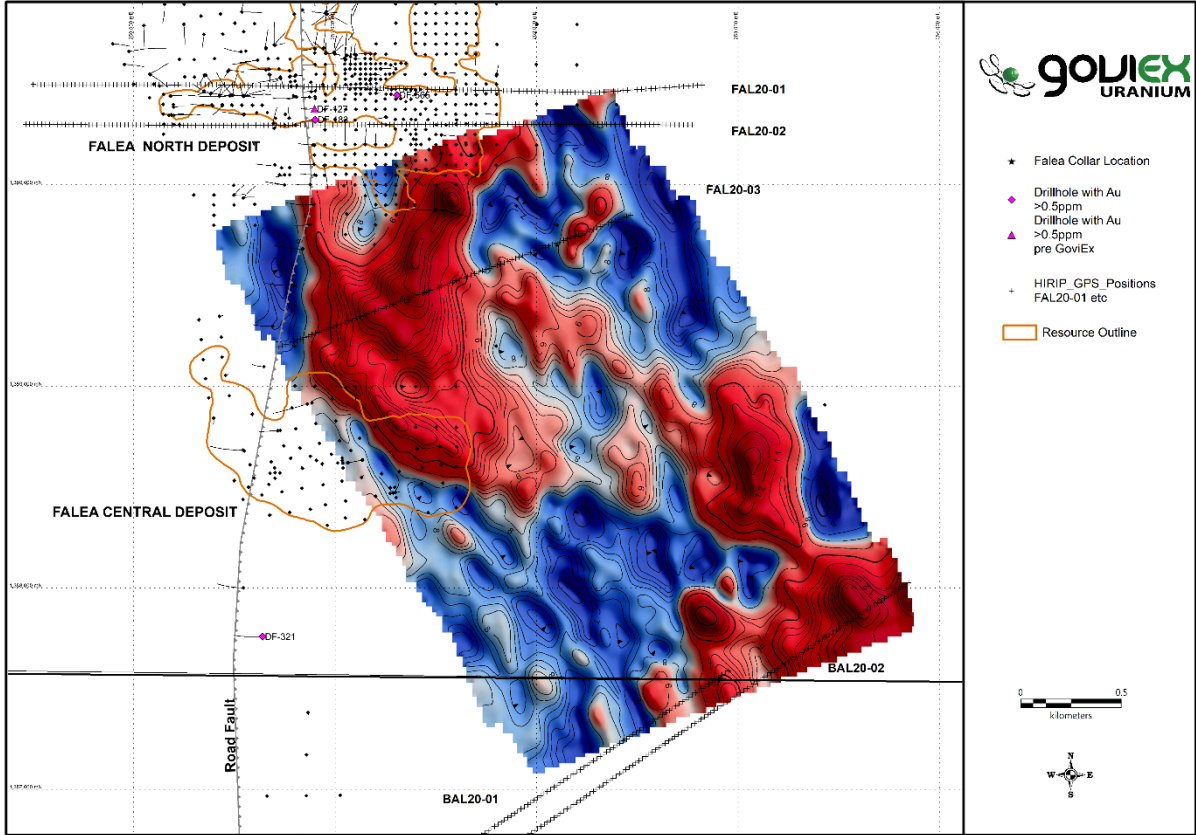 GOVIEX
URANIUM
FAL20-01
FAL20-02
DF-427
FALEA NORTH DEPOSIT
FAL20-03
★ Falea Collar Location
Drillhole with Au
>0.5ppm
Drillhole with Au
>0.5ppm
pre GoviEx
HIRIP_GPS_Positions
FAL20-01 etc
Resource Outline
FALEA CENTRAL DEPOSIT
DF-321
BAL20-02
Road Fault
BAL20-01
0 0.5
kilometers
N
W E
S